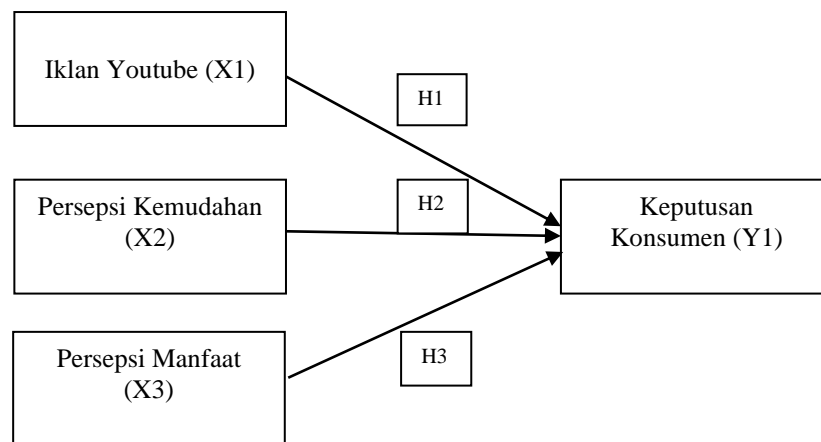 Iklan Youtube (X1)
H1
Persepsi Kemudahan
(X2)
H2
Keputusan
Konsumen (Y1)
Persepsi Manfaat
(X3)
H3